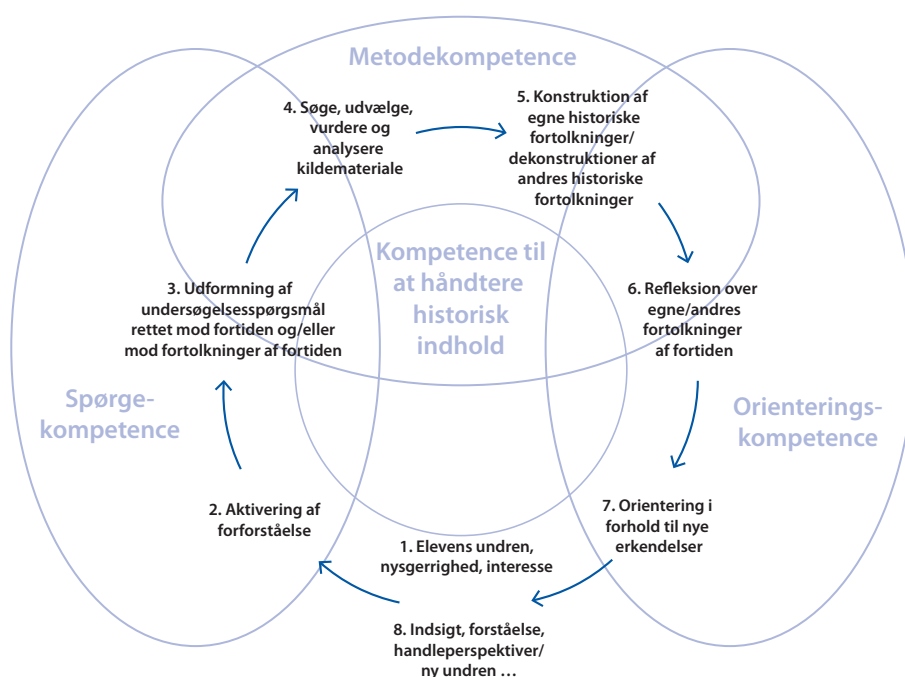 Metodekompetence
4. Søge, udvælge,
vurdere og
analysere
kildemateriale
5. Konstruktion af
egne historiske
fortolkninger/
dekonstruktioner af
andres historiske
fortolkninger
Kompetence til
at håndtere
historisk
indhold
3. Udformning af
undersøgelsesspørgsmål
rettet mod fortiden og/eller
mod fortolkninger af fortiden
6. Refleksion over
egne/andres
fortolkninger
af fortiden
Spørge-
kompetence
Orienterings-
kompetence
2. Aktivering af
forforståelse
7. Orientering i
forhold til nye
erkendelser
1. Elevens undren,
nysgerrighed, interesse
8. Indsigt, forståelse,
handleperspektiver/
ny undren …